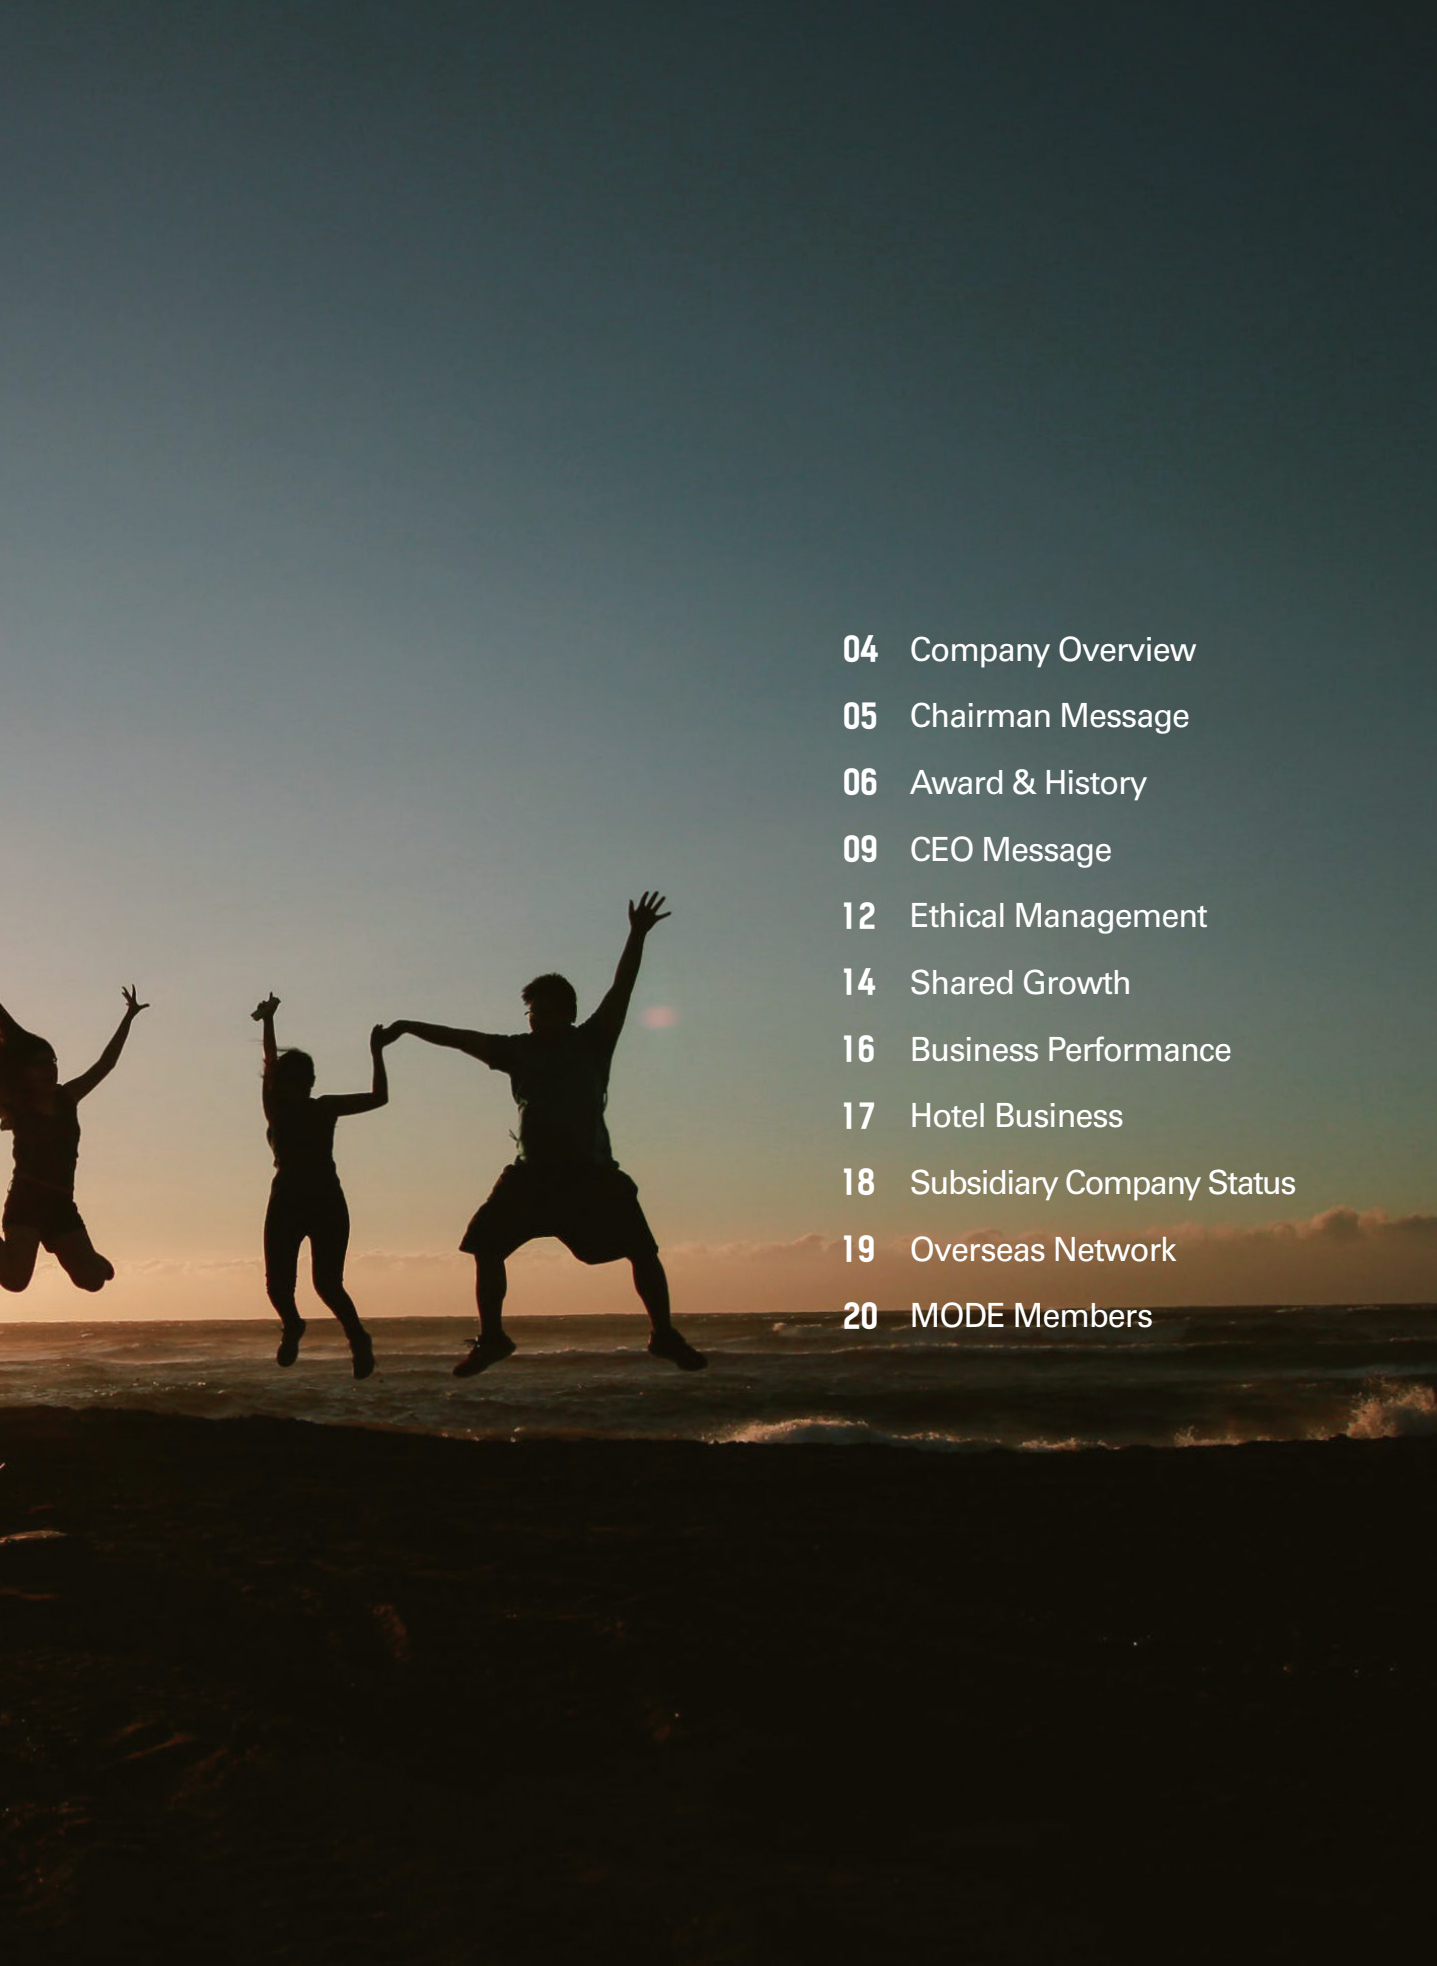 04 Company Overview
05 Chairman Message
06 Award & History
09 CEO Message
12 Ethical Management
14 Shared Growth
16 Business Performance
17 Hotel Business
18 Subsidiary Company Status
19 Overseas Network
20 MODE Members